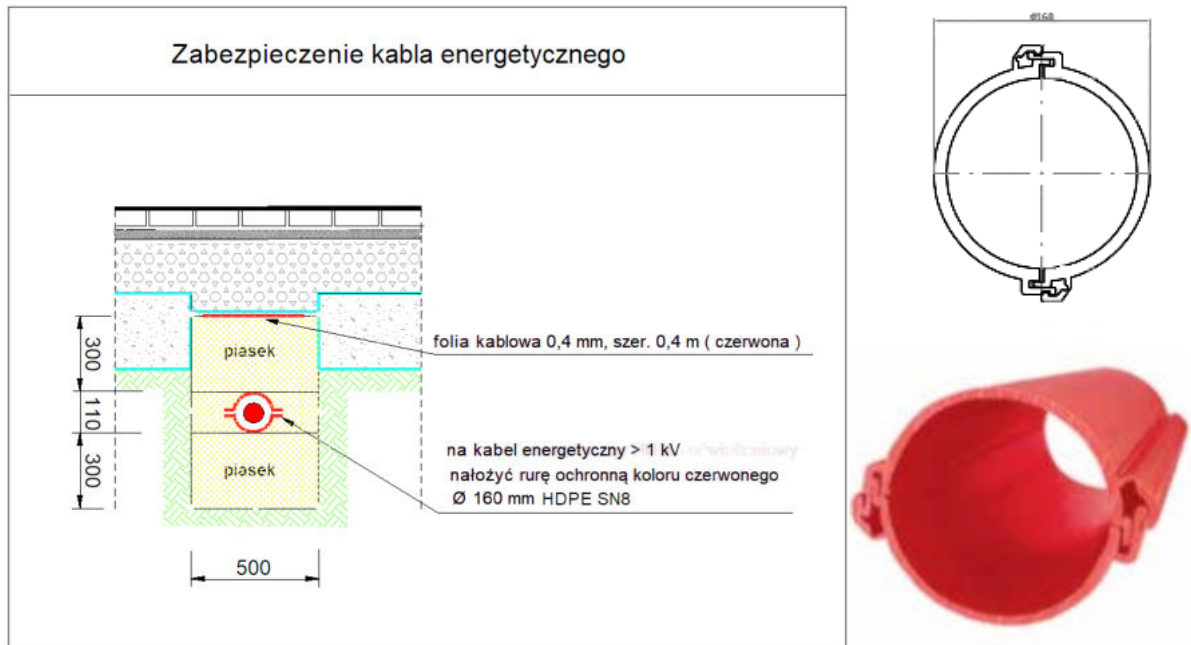 Zabezpieczenie kabla energetycznego
ø160
folia kablowa 0,4 mm, szer. 0,4 m ( czerwona )
300
piasek
110
na kabel energetyczny > 1 kV
nałożyć rurę ochronną koloru czerwonego
Ø 160 mm HDPE SN8
300
piasek
500